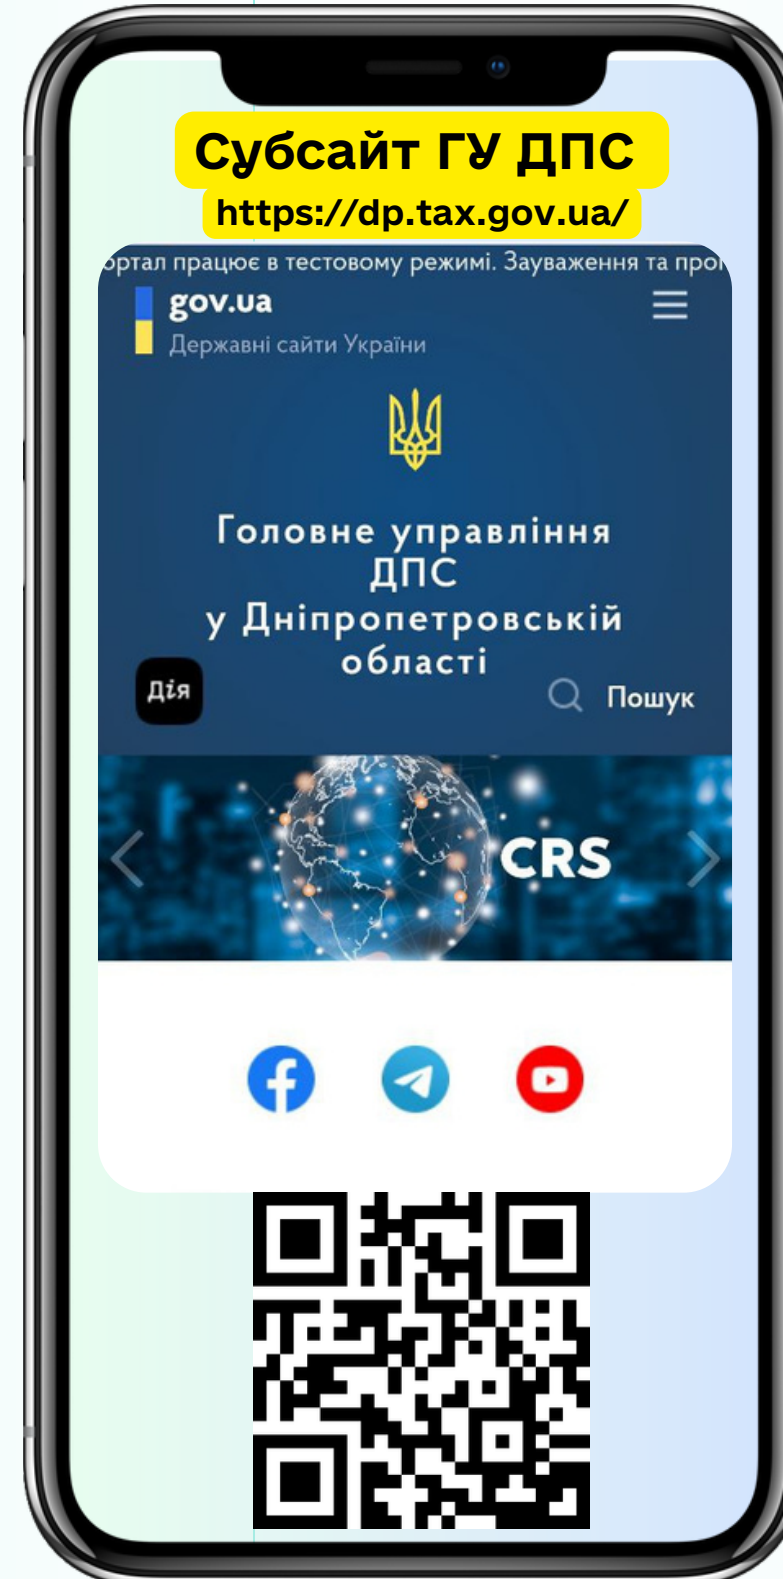 Субсайт ГУ ДПС
https://dp.tax.gov.ua/
ортал працює в тестовому режимі. Зауваження та про
gov.ua
Державні сайти України
Головне управління
ДПС
у Дніпропетровській
області
Дія
Пошук
CRS